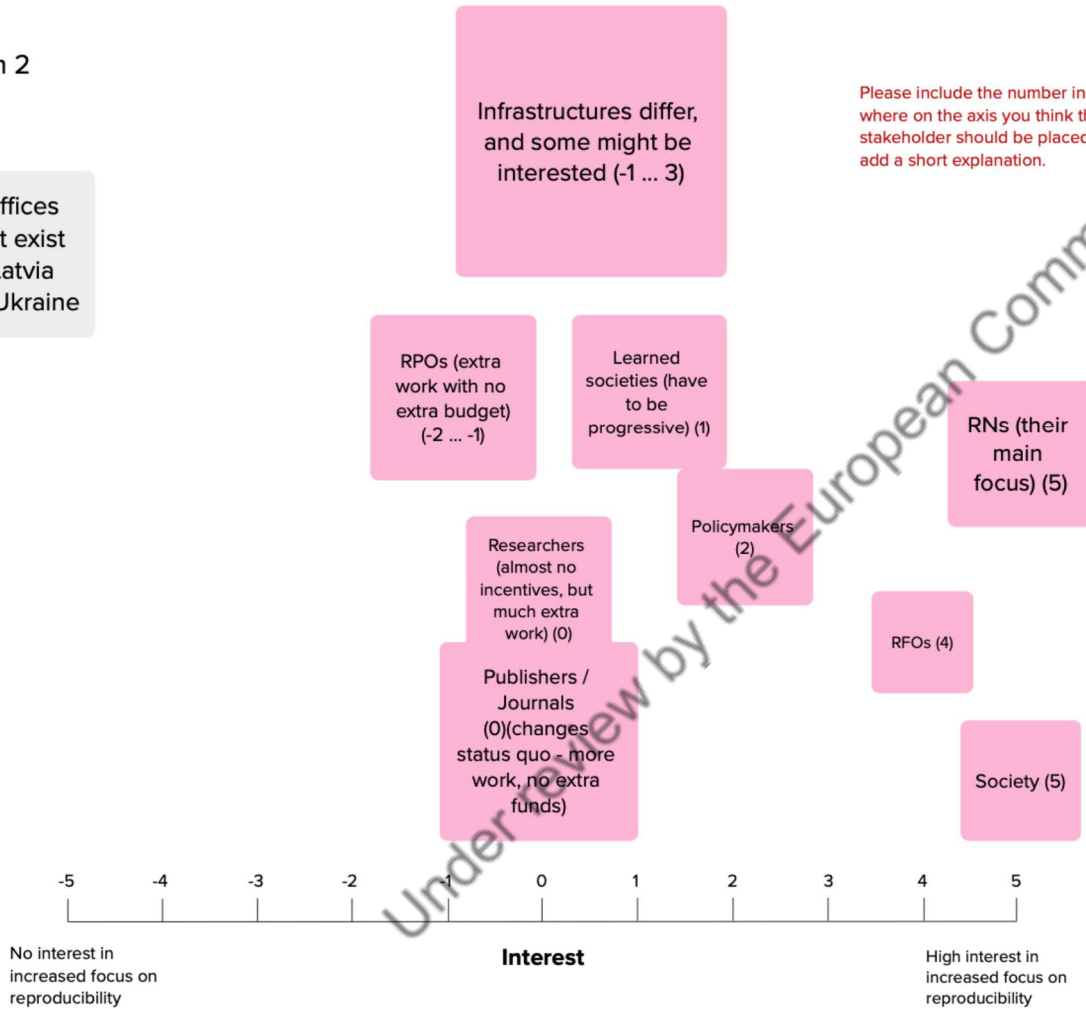 n 2
Infrastructures differ,
and some might be
interested (-1 ... 3)
Please include the number in
where on the axis you think th
stakeholder should be placed
add a short explanation.
ffices
t exist
atvia
Ukraine
RPOs (extra
work with no
extra budget)
(-2 ... -1)
Learned
societies (have
to be
progressive) (1)
RNs (their
main
focus) (5)
Policymakers
(2)
Researchers
(almost no
incentives, but
much extra
work) (0)
RFOs (4)
Publishers /
Journals
(0)(changes
status quo - more
work, no extra
funds)
Society (5)
Under review by the European Comm
-5 -4 -3 -2 -1 0 1 2 3 4 5
No interest in
increased focus on
reproducibility
Interest
High interest in
increased focus on
reproducibility